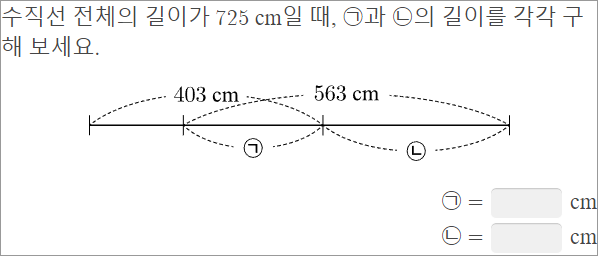 수직선 전체의 길이가 725 cm일 때, ㉠과 ㉡의 길이를 각각 구
해 보세요.
403 cm 563 cm
㉠ ㉡
㉠ = cm
㉡ = cm